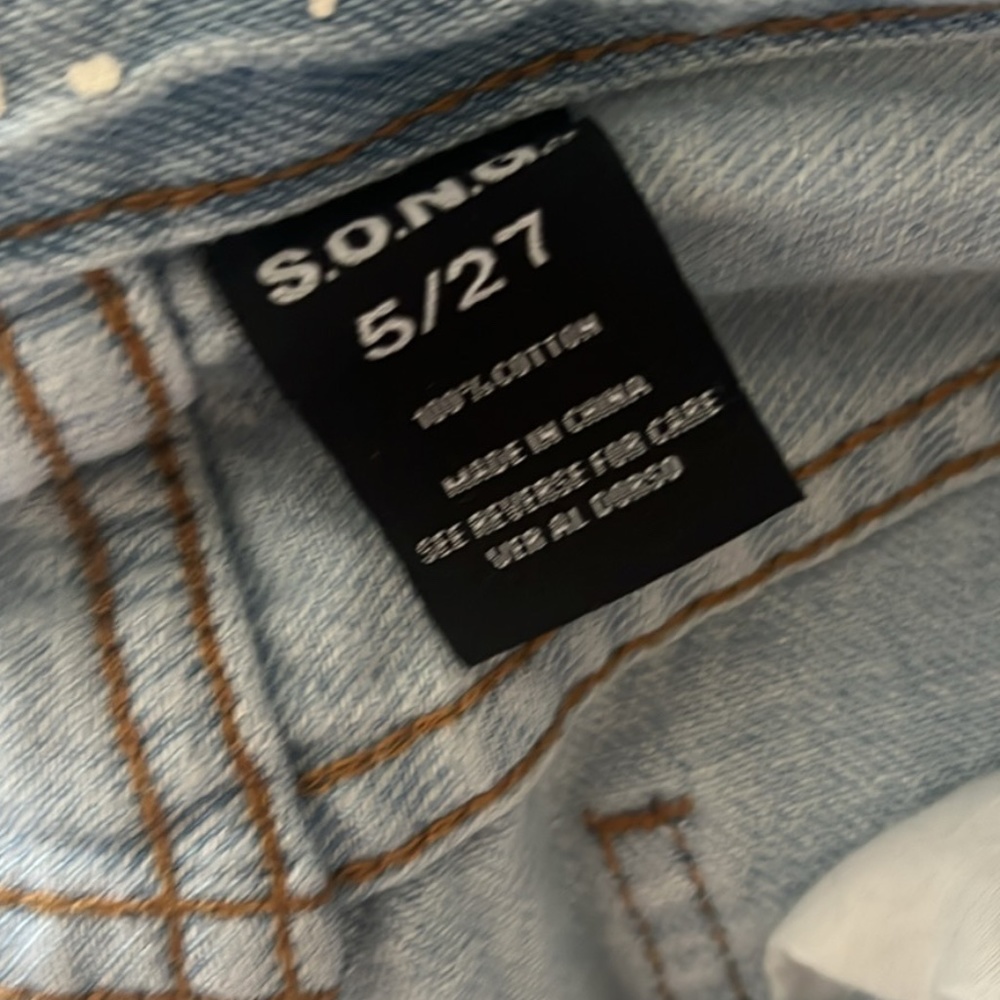 S.O.N.G.
5/27
100% COTTON
MADE IN CHINA
SEE REVERSE FOR CARE
VER AL DORSO